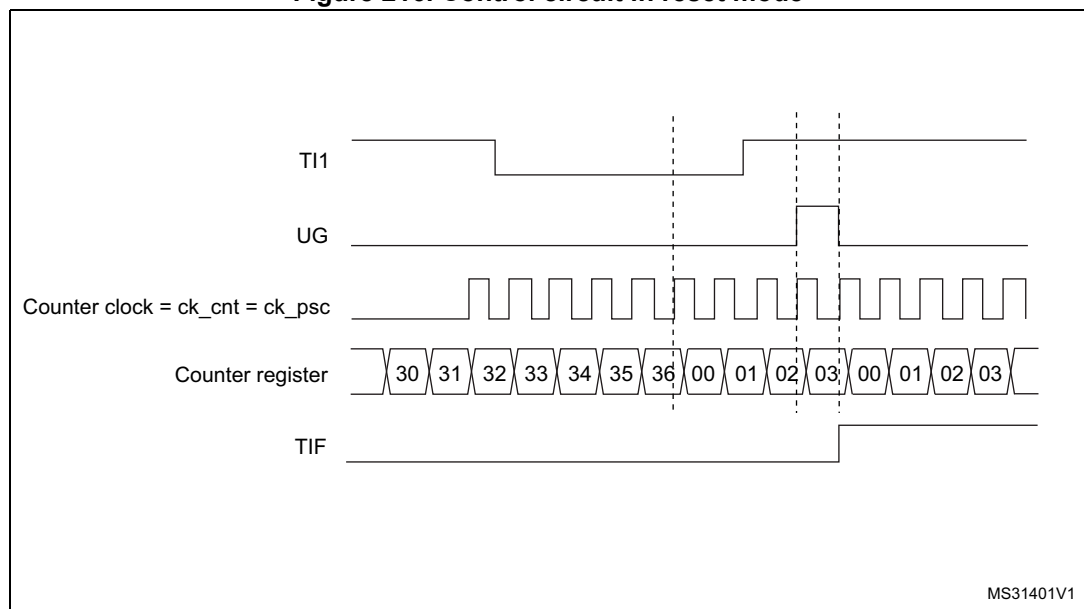 TI1
UG
Counter clock = ck_cnt = ck_psc
Counter register 30 31 32 33 34 35 36 00 01 02 03 00 01 02 03
TIF
MS31401V1